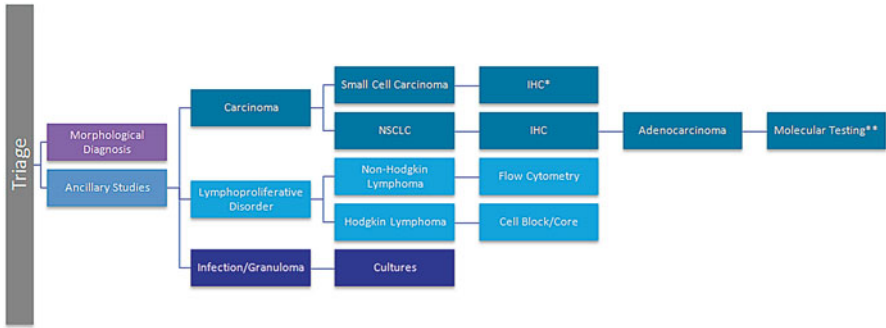 Triage
Morphological
Diagnosis
Ancillary Studies
Carcinoma
Small Cell Carcinoma
IHC*
NSCLC
IHC
Adenocarcinoma
Molecular Testing**
Lymphoproliferative
Disorder
Non-Hodgkin
Lymphoma
Flow Cytometry
Hodgkin Lymphoma
Cell Block/Core
Infection/Granuloma
Cultures